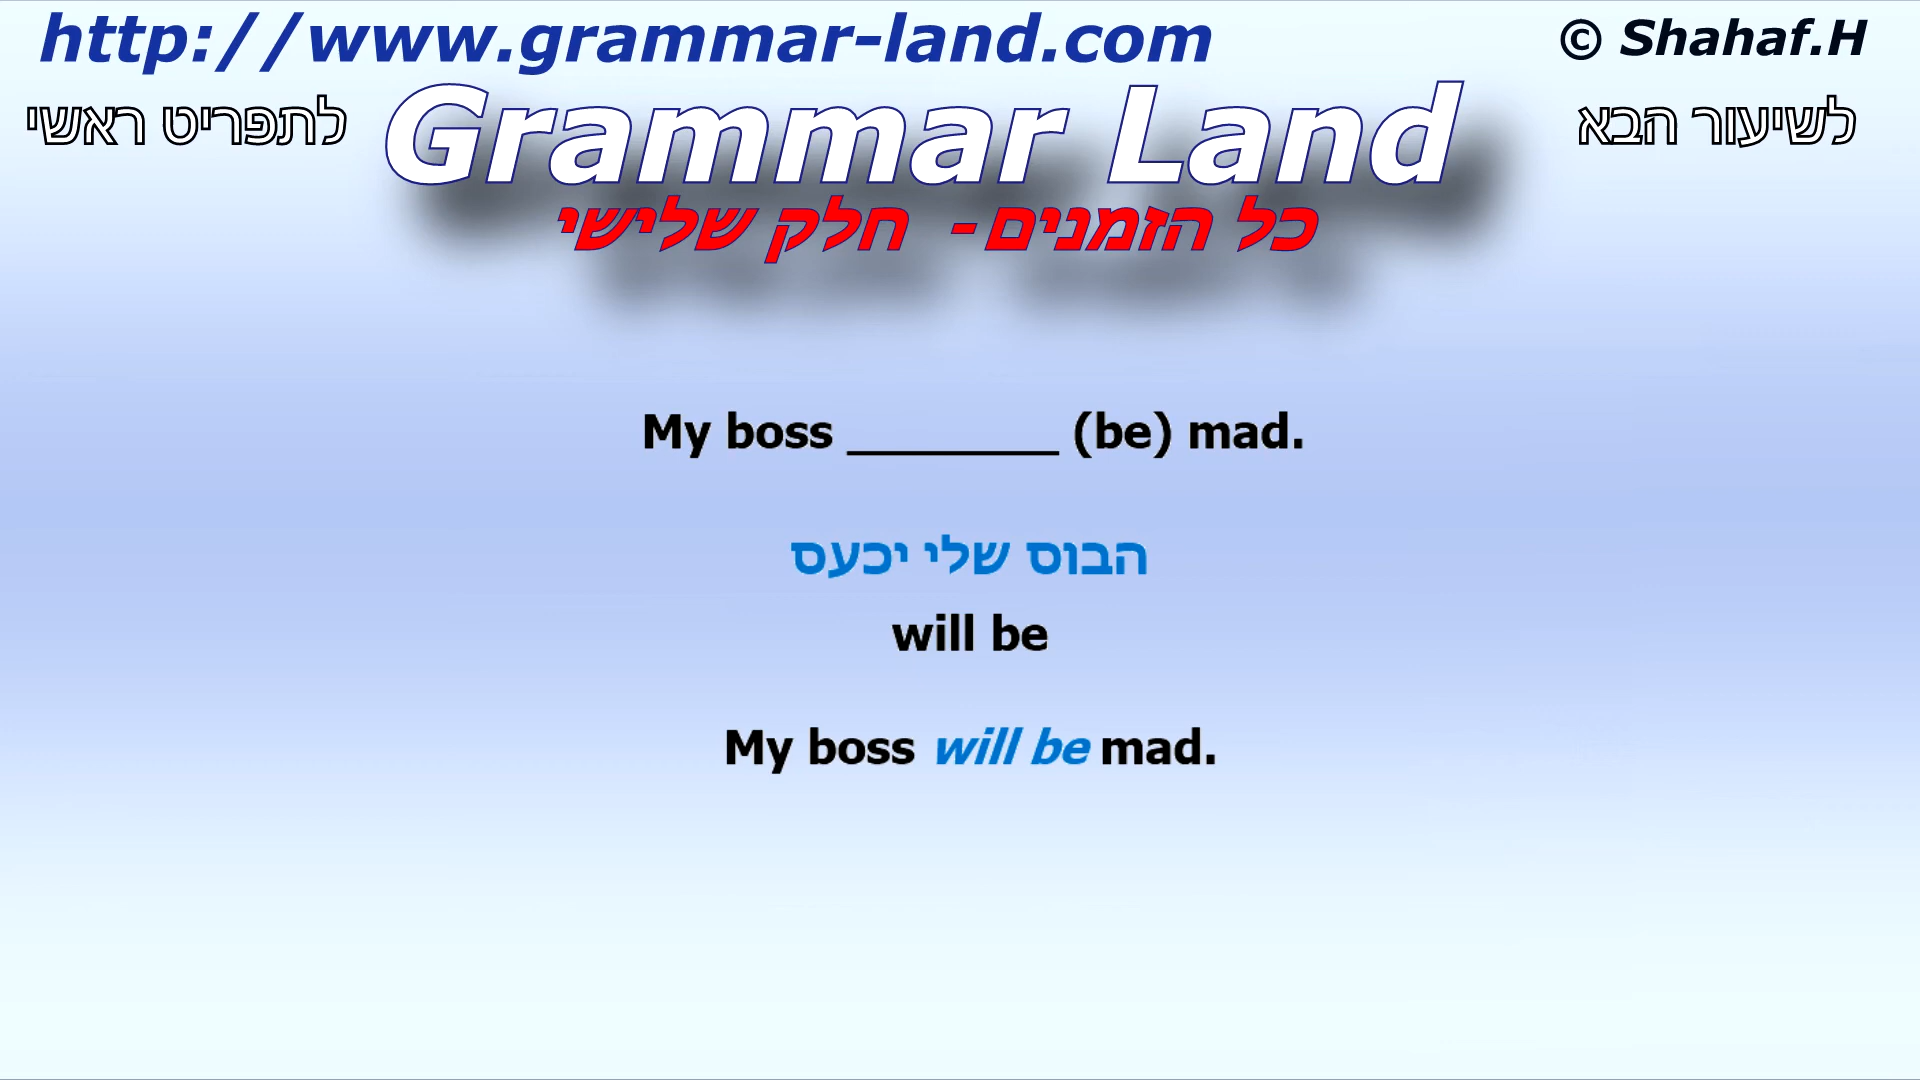 http://www.grammar-land.com
© Shahaf.H
לתפריט ראשי
Grammar Land
לשיעור הבא
כל הזמנים - חלק שלישי
My boss ________ (be) mad.
הבוס שלי יכעס
will be
My boss will be mad.